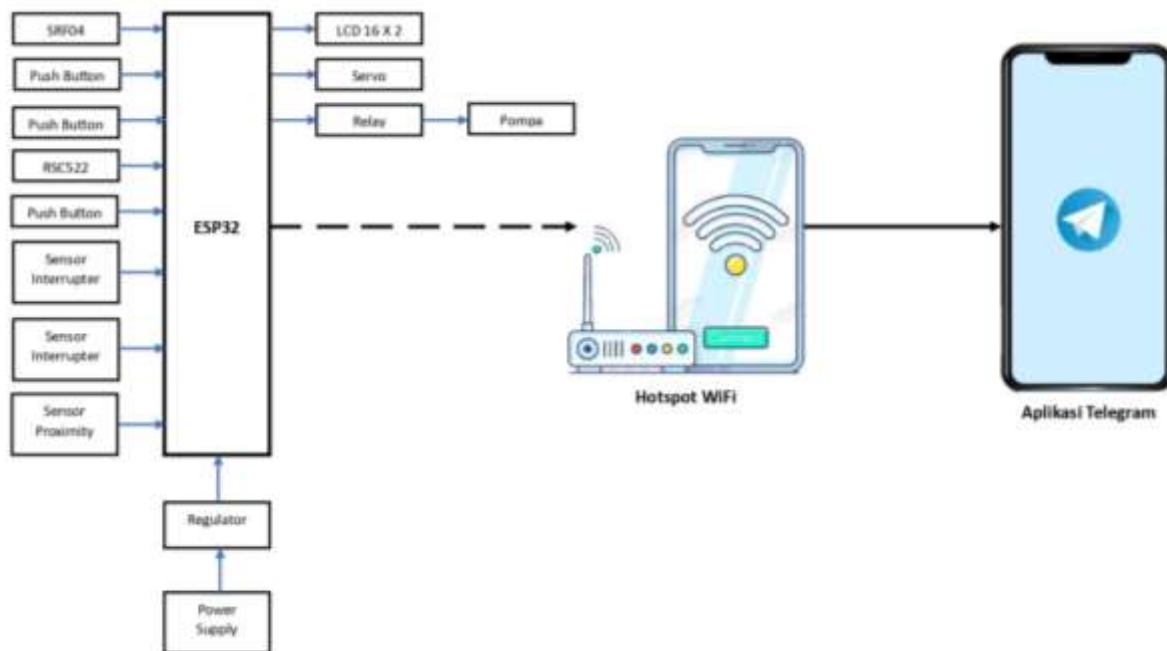 SRF04
Push Button
Push Button
RSC522
Push Button
Sensor
Interrupter
Sensor
Interrupter
Sensor
Proximity
ESP32
LCD 16 X 2
Servo
Relay
Pompa
Regulator
Power
Supply
Hotspot WiFi
Aplikasi Telegram